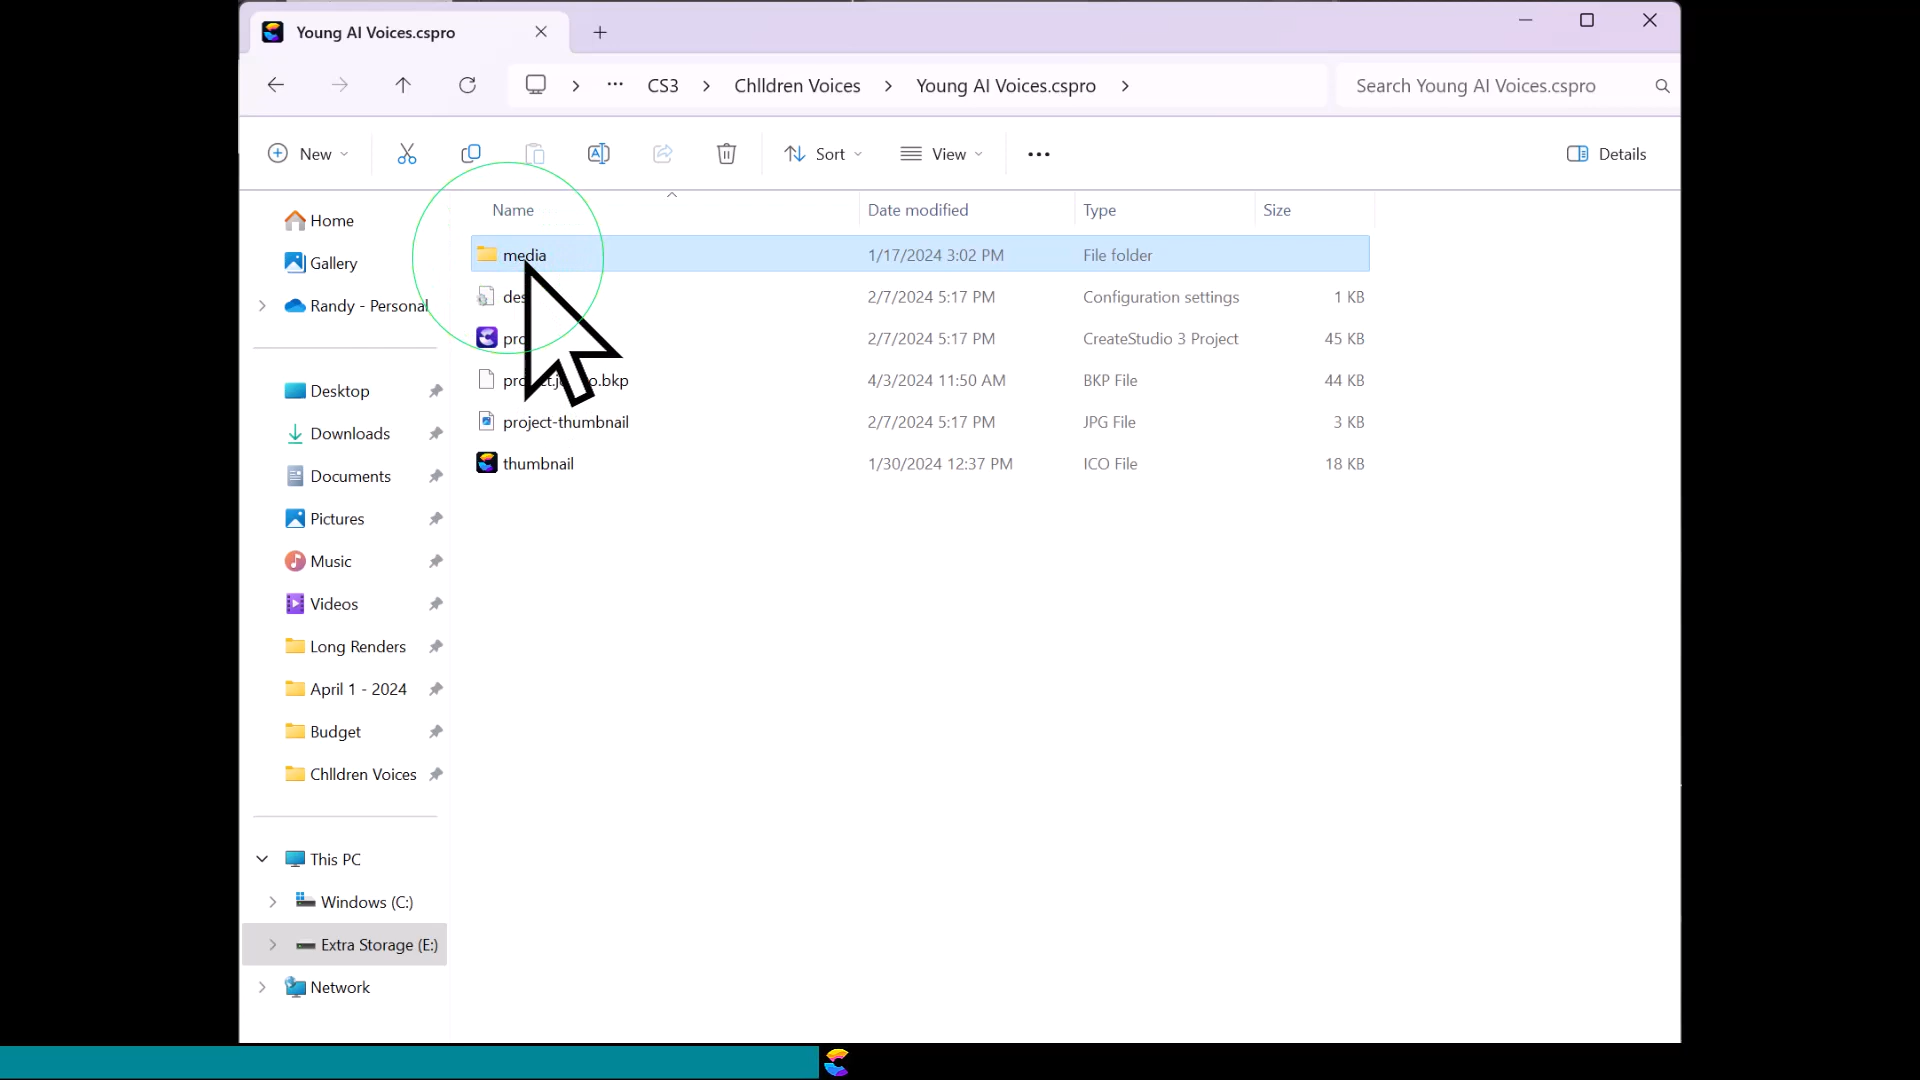 Young AI Voices.cspro
CS3 Chlldren Voices Young AI Voices.cspro
Search Young AI Voices.cspro
New Sort View Details
Name Date modified Type Size
media 1/17/2024 3:02 PM File folder
2/7/2024 5:17 PM Configuration settings 1 KB
2/7/2024 5:17 PM CreateStudio 3 Project 45 KB
4/3/2024 11:50 AM BKP File 44 KB
project-thumbnail 2/7/2024 5:17 PM JPG File 3 KB
thumbnail 1/30/2024 12:37 PM ICO File 18 KB
Home
Gallery
Randy - Personal
Desktop
Downloads
Documents
Pictures
Music
Videos
Long Renders
April 1 - 2024
Budget
Chlldren Voices
This PC
Windows (C:)
Extra Storage (E:)
Network